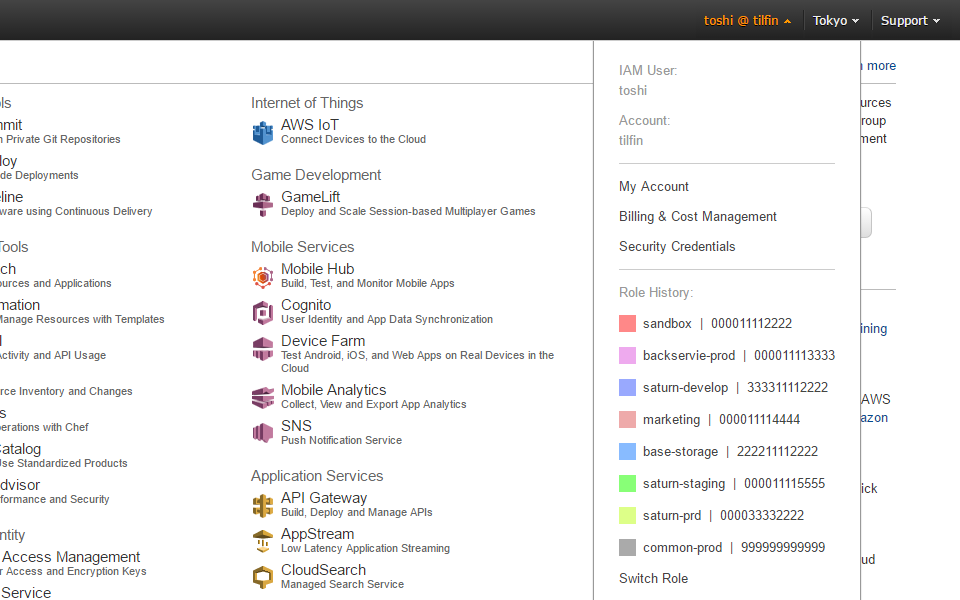 toshi @ tilfin
Tokyo
Support
ols
mmit
n Private Git Repositories
loy
de Deployments
eline
ware using Continuous Delivery
Tools
ch
ources and Applications
mation
Manage Resources with Templates
l
Activity and API Usage
rce Inventory and Changes
s
perations with Chef
Catalog
Use Standardized Products
dvisor
rformance and Security
entity
Access Management
r Access and Encryption Keys
Service
Internet of Things
AWS IoT
Connect Devices to the Cloud
Game Development
GameLift
Deploy and Scale Session-based Multiplayer Games
Mobile Services
Mobile Hub
Build, Test, and Monitor Mobile Apps
Cognito
User Identity and App Data Synchronization
Device Farm
Test Android, iOS, and Web Apps on Real Devices in the
Cloud
Mobile Analytics
Collect, View and Export App Analytics
SNS
Push Notification Service
Application Services
API Gateway
Build, Deploy and Manage APIs
AppStream
Low Latency Application Streaming
CloudSearch
Managed Search Service
IAM User:
toshi
Account:
tilfin
My Account
Billing & Cost Management
Security Credentials
Role History:
sandbox | 000011112222
backservie-prod | 000011113333
saturn-develop | 333311112222
marketing | 000011114444
base-storage | 222211112222
saturn-staging | 000011115555
saturn-prd | 000033332222
common-prod | 999999999999
Switch Role
n more
urces
roup
ment
ining
AWS
azon
ick
ud